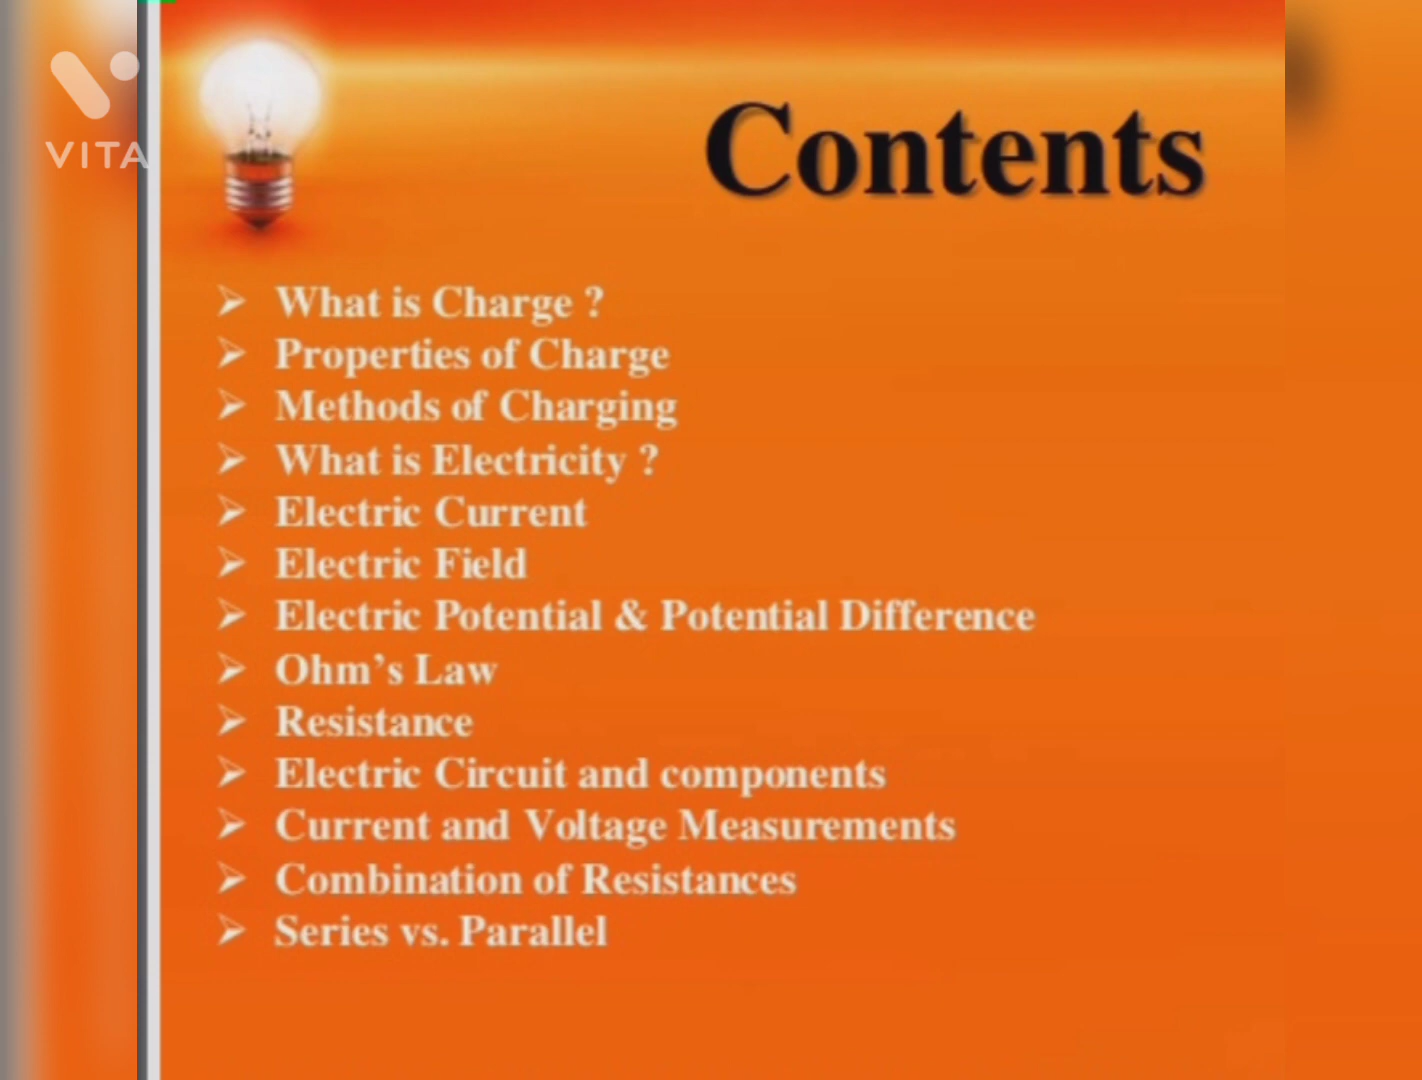 VITA
Contents
➢ What is Charge ?
➢ Properties of Charge
➢ Methods of Charging
➢ What is Electricity ?
➢ Electric Current
➢ Electric Field
➢ Electric Potential & Potential Difference
➢ Ohm’s Law
➢ Resistance
➢ Electric Circuit and components
➢ Current and Voltage Measurements
➢ Combination of Resistances
➢ Series vs. Parallel